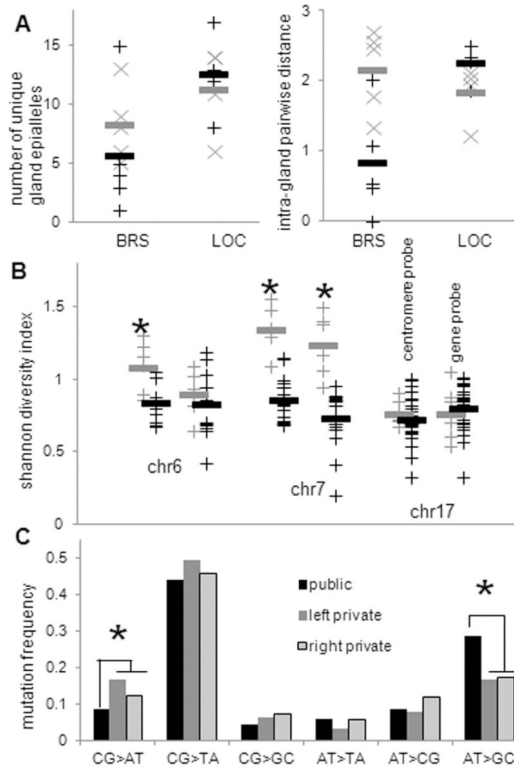 A
number of unique
gland epialleles
15
10
5
0
BRS
LOC
intra-gland pairwise distance
3
2
1
0
BRS
LOC
B
shannon diversity index
1.5
1
0.5
0
*
*
*
chr6
chr7
chr17
centromere probe
gene probe
C
mutation frequency
0.5
0.4
0.3
0.2
0.1
0
*
*
public
left private
right private
CG>AT CG>TA CG>GC AT>TA AT>CG AT>GC